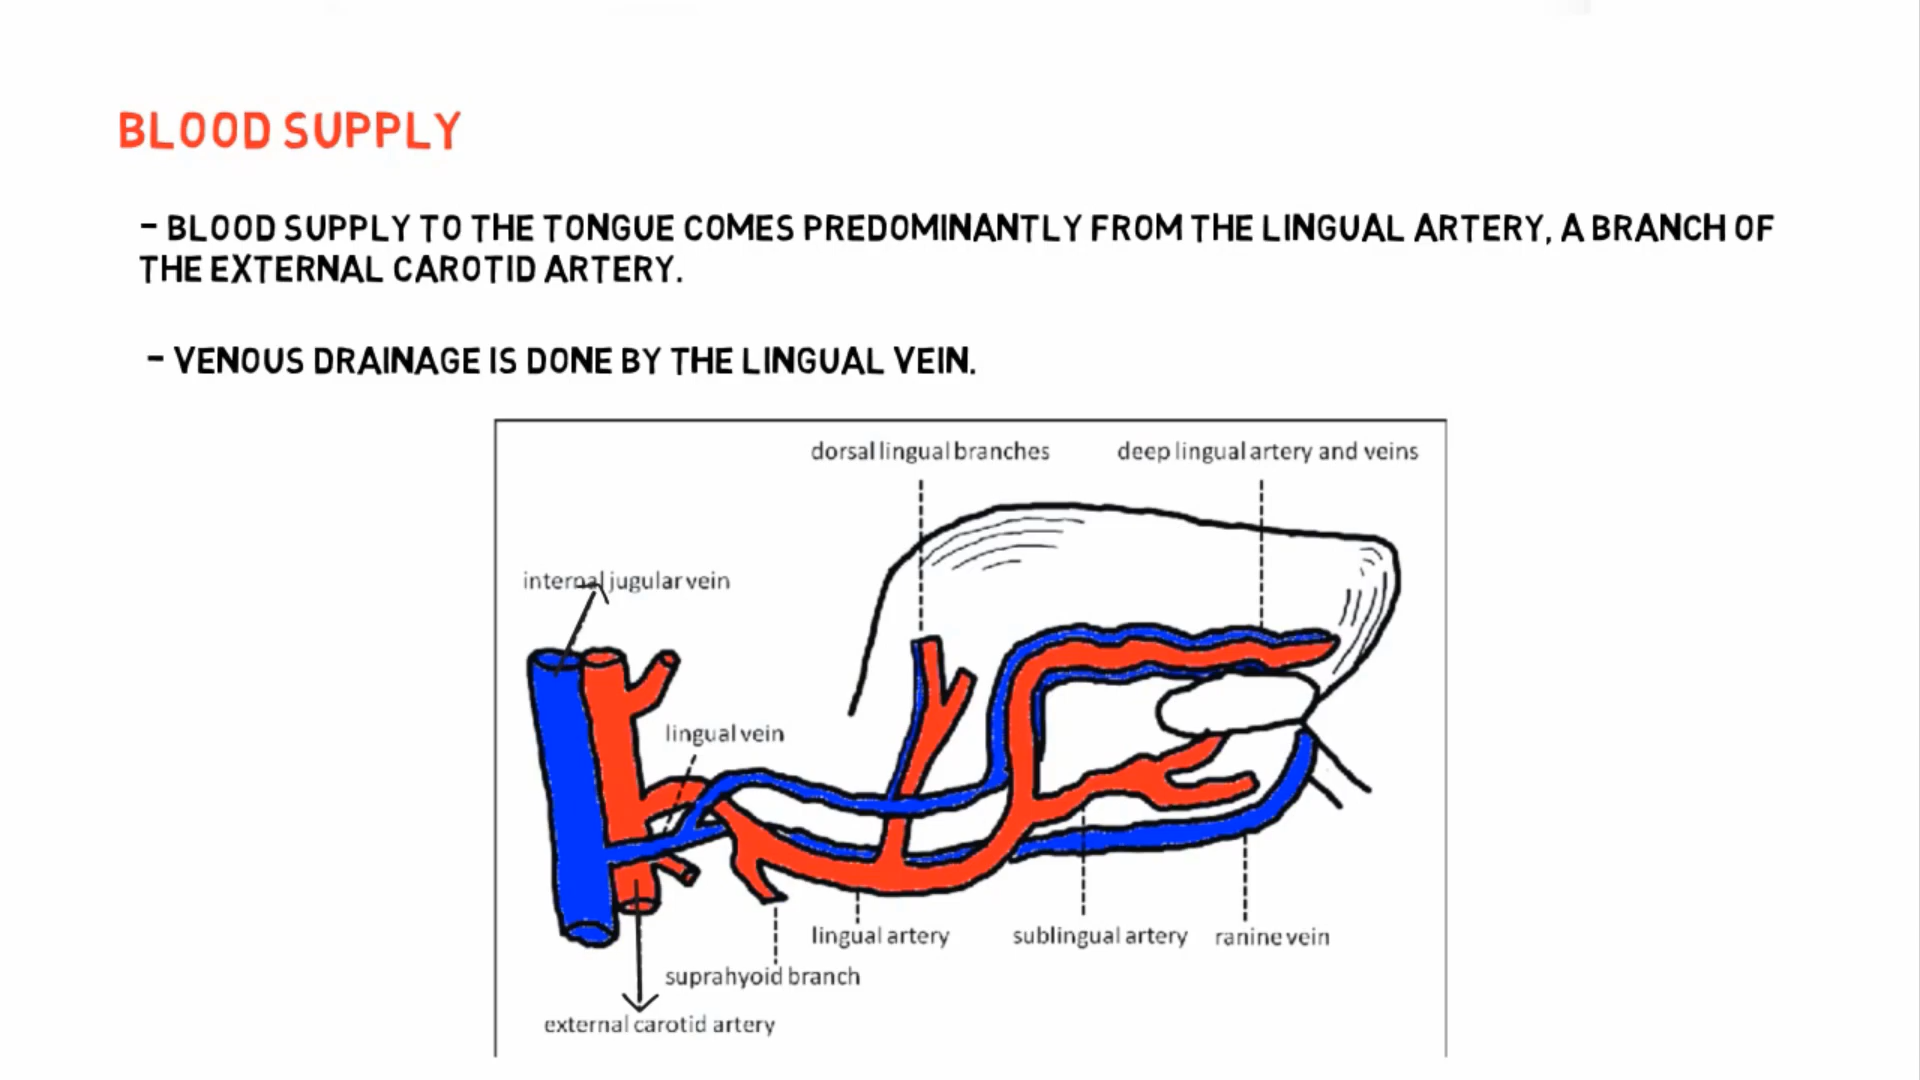 BLOOD SUPPLY
- BLOOD SUPPLY TO THE TONGUE COMES PREDOMINANTLY FROM THE LINGUAL ARTERY, A BRANCH OF
THE EXTERNAL CAROTID ARTERY.
- VENOUS DRAINAGE IS DONE BY THE LINGUAL VEIN.
dorsal lingual branches
deep lingual artery and veins
internal jugular vein
lingual vein
lingual artery
sublingual artery
ranine vein
suprahyoid branch
external carotid artery